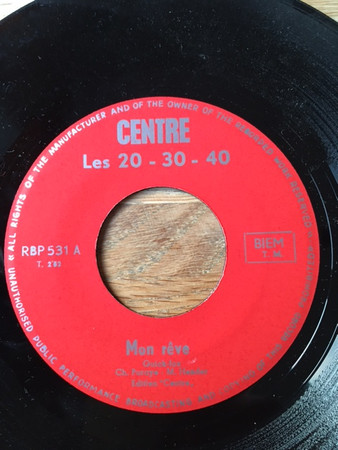 « ALL RIGHTS OF THE MANUFACTURER AND OF THE OWNER OF THE RECORDED WORK RESERVED
UNAUTHORISED PUBLIC PERFORMANCE BROADCASTING AND COPYING OF THIS RECORD PROHIBITED
CENTRE
Les 20 - 30 - 40
RBP 531 A
BIEM
T. M.
Mon rêve